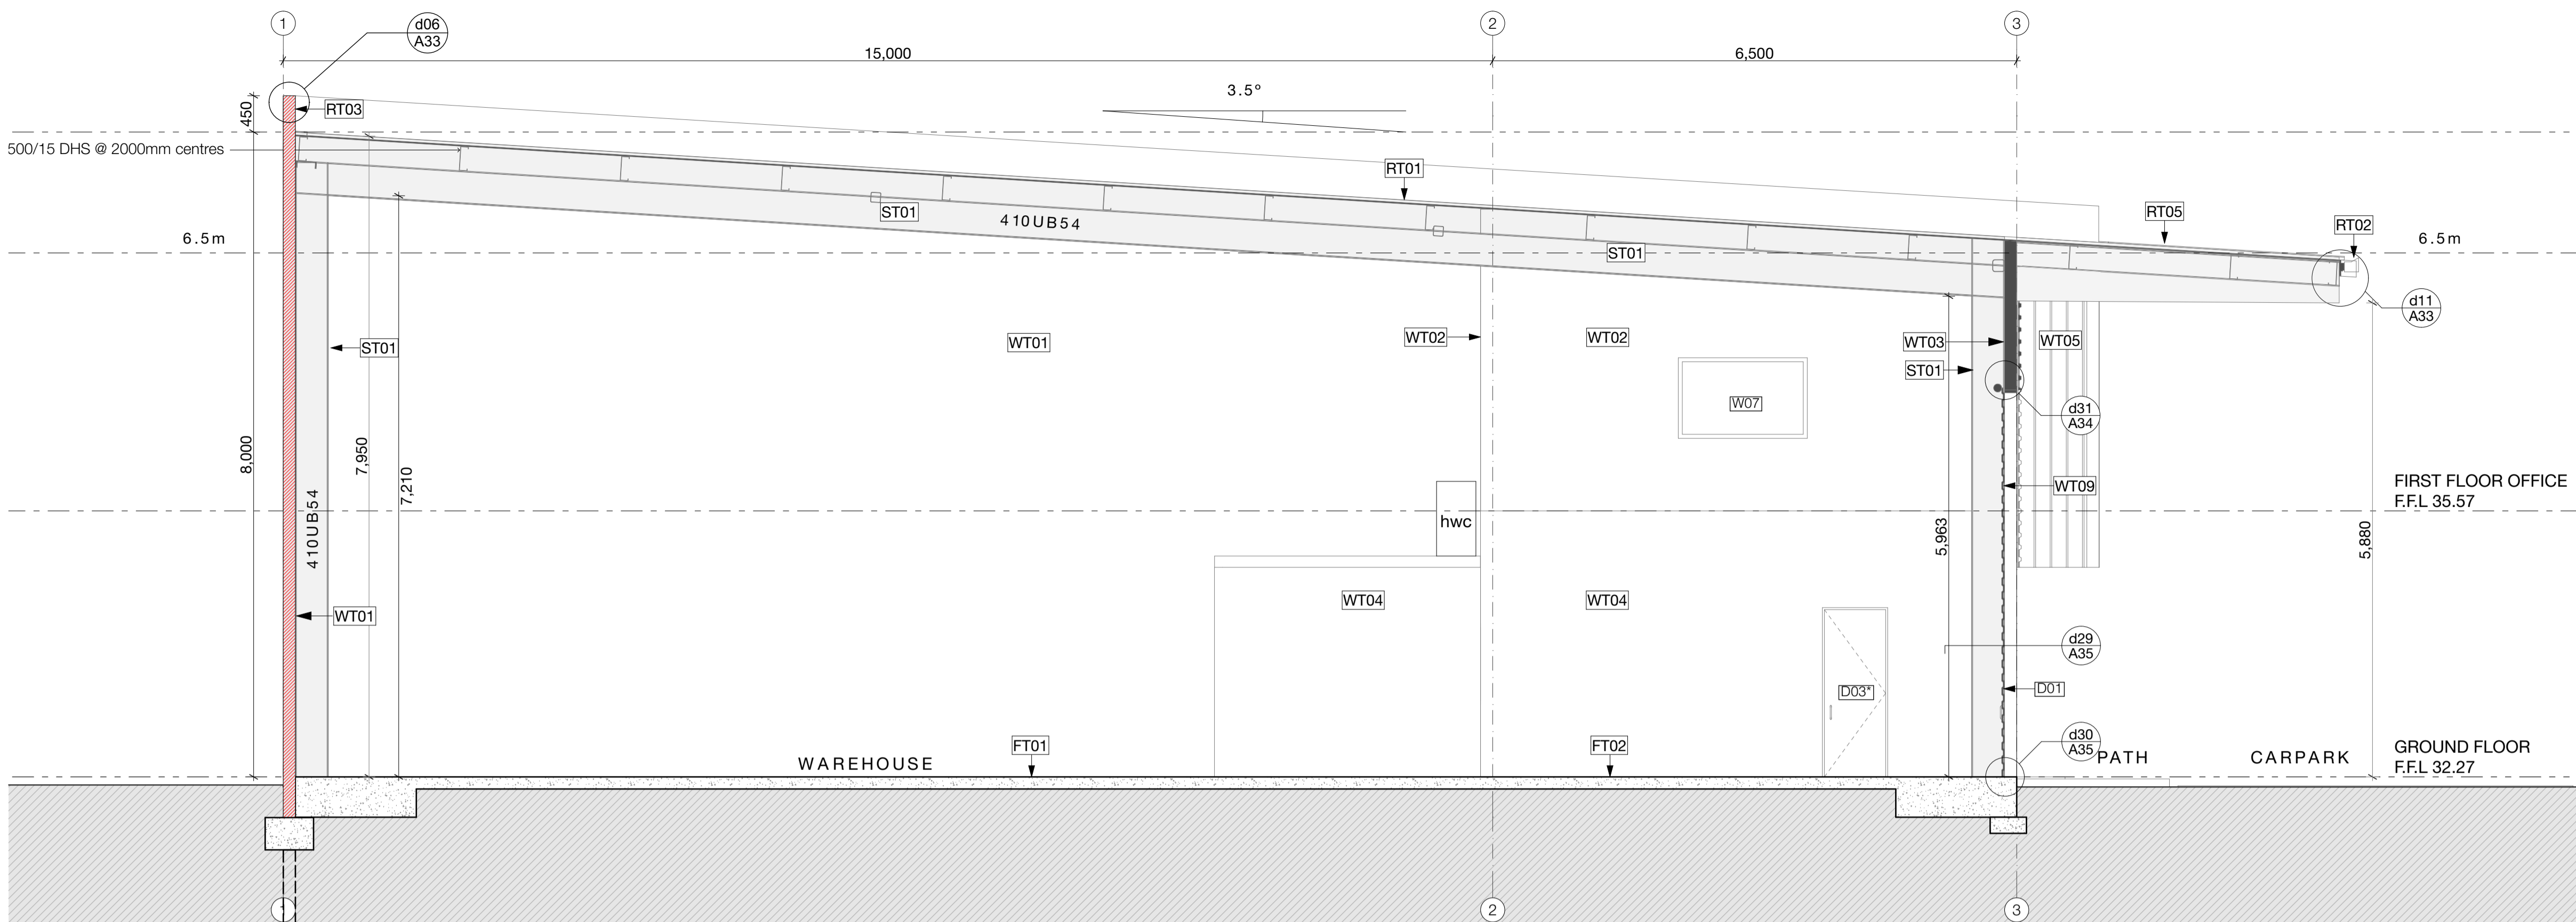 1
d06
A33
2
3
15,000
6,500
3.5°
450
RT03
500/15 DHS @ 2000mm centres
RT01
ST01
410UB54
RT05
RT02
6.5m
ST01
6.5m
d11
A33
ST01
WT01
WT02
WT02
WT03
WT05
ST01
W07
d31
A34
8,000
7,950
7,210
410UB54
WT09
FIRST FLOOR OFFICE
F.F.L 35.57
hwc
5,963
5,880
WT01
WT04
WT04
d29
A35
D03*
D01
WAREHOUSE
FT01
FT02
d30
A35
PATH
CARPARK
GROUND FLOOR
F.F.L 32.27
1
2
3